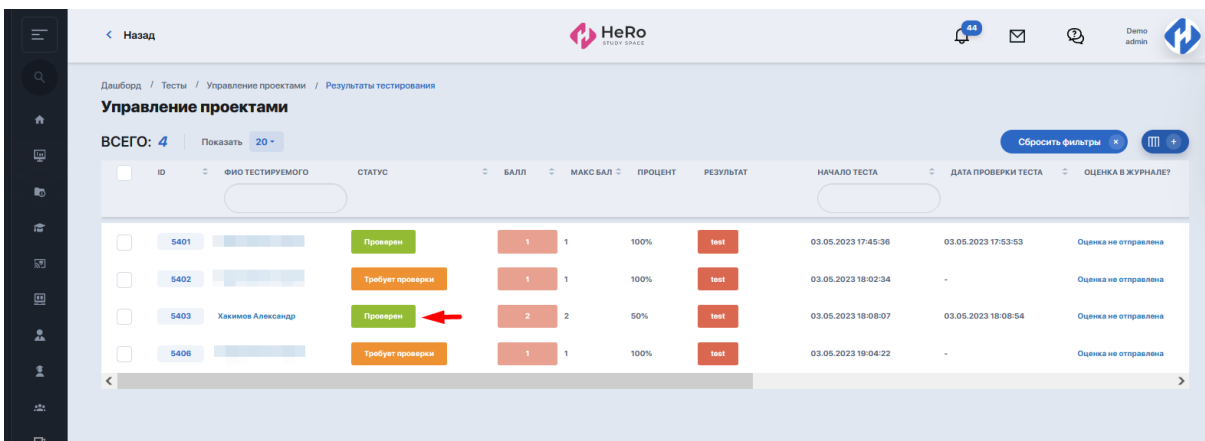 Назад
HeRo
STUDY SPACE
44
Demo
admin
Дашборд / Тесты / Управление проектами / Результаты тестирования
Управление проектами
ВСЕГО: 4 Показать 20
Сбросить фильтры ×
+
ID ФИО ТЕСТИРУЕМОГО СТАТУС БАЛЛ МАКС БАЛ ПРОЦЕНТ РЕЗУЛЬТАТ НАЧАЛО ТЕСТА ДАТА ПРОВЕРКИ ТЕСТА ОЦЕНКА В ЖУРНАЛЕ?
5401 Проверен 1 1 100% test 03.05.2023 17:45:36 03.05.2023 17:53:53 Оценка не отправлена
5402 Требует проверки 1 1 100% test 03.05.2023 18:02:34 - Оценка не отправлена
5403 Хакимов Александр Проверен 2 2 50% test 03.05.2023 18:08:07 03.05.2023 18:08:54 Оценка не отправлена
5406 Требует проверки 1 1 100% test 03.05.2023 19:04:22 - Оценка не отправлена